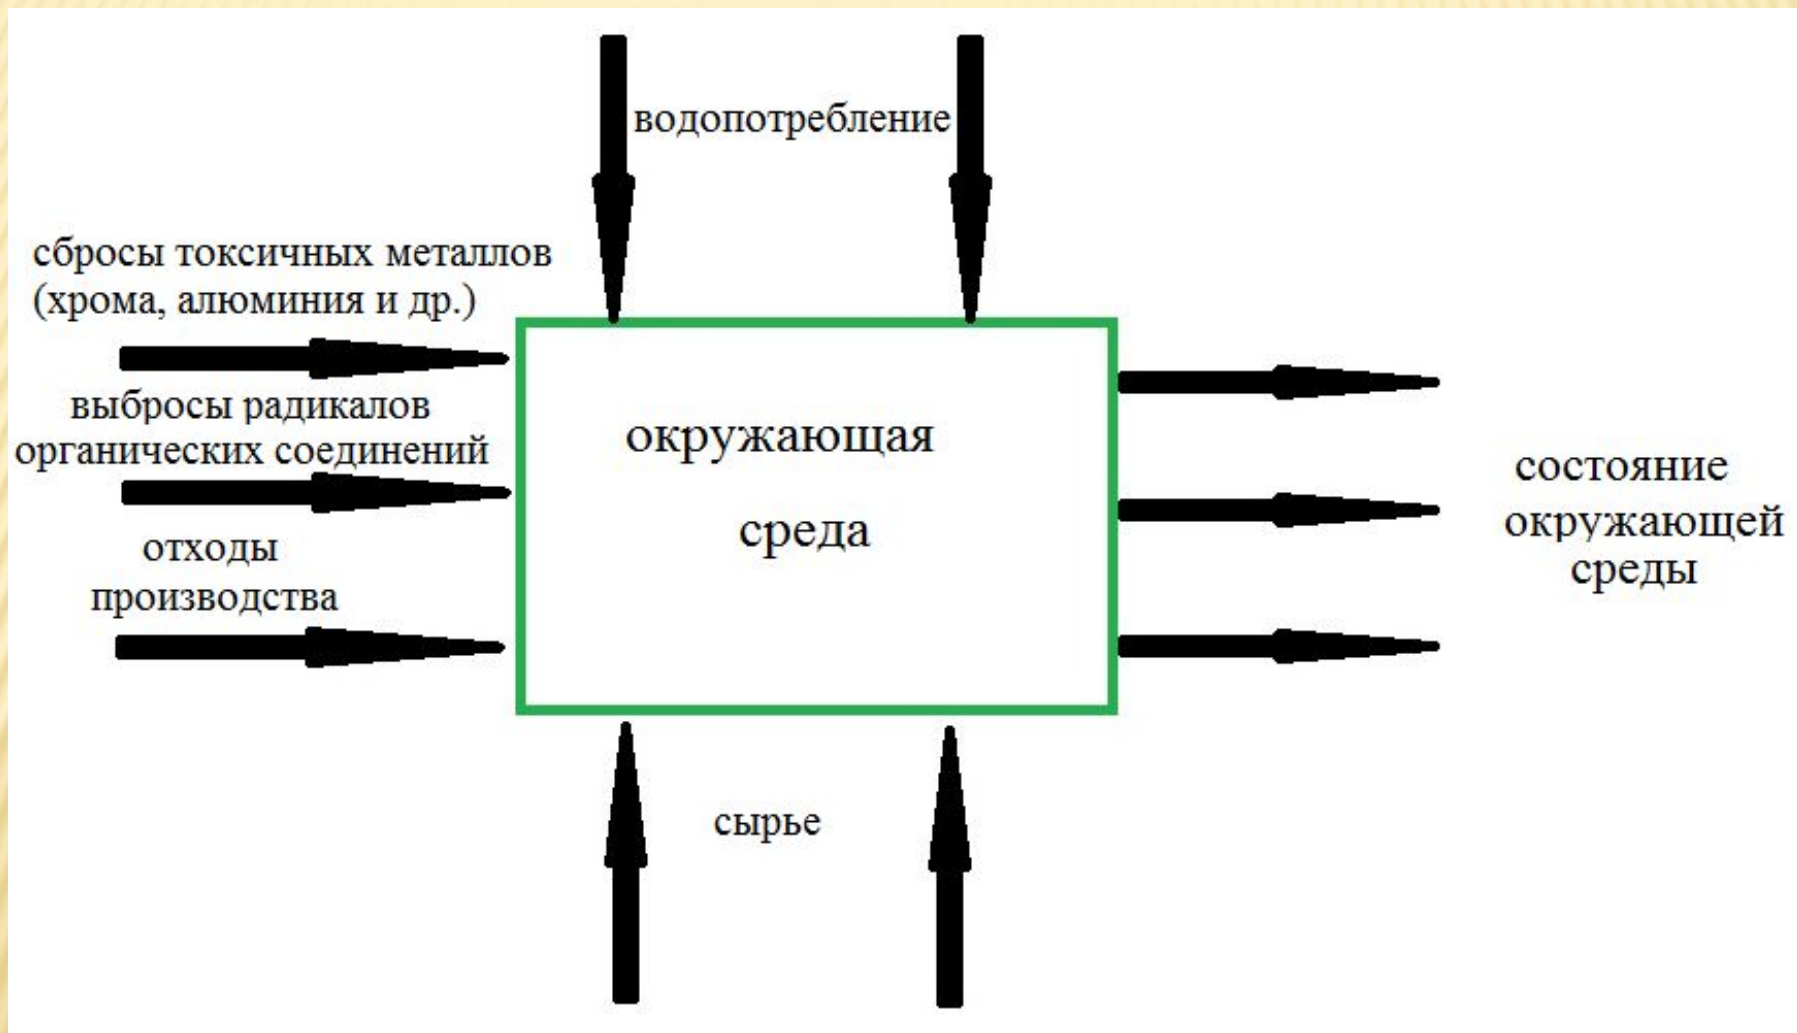 водопотребление
сбросы токсичных металлов
(хрома, алюминия и др.)
выбросы радикалов
органических соединений
отходы
производства
окружающая
среда
состояние
окружающей
среды
сырье